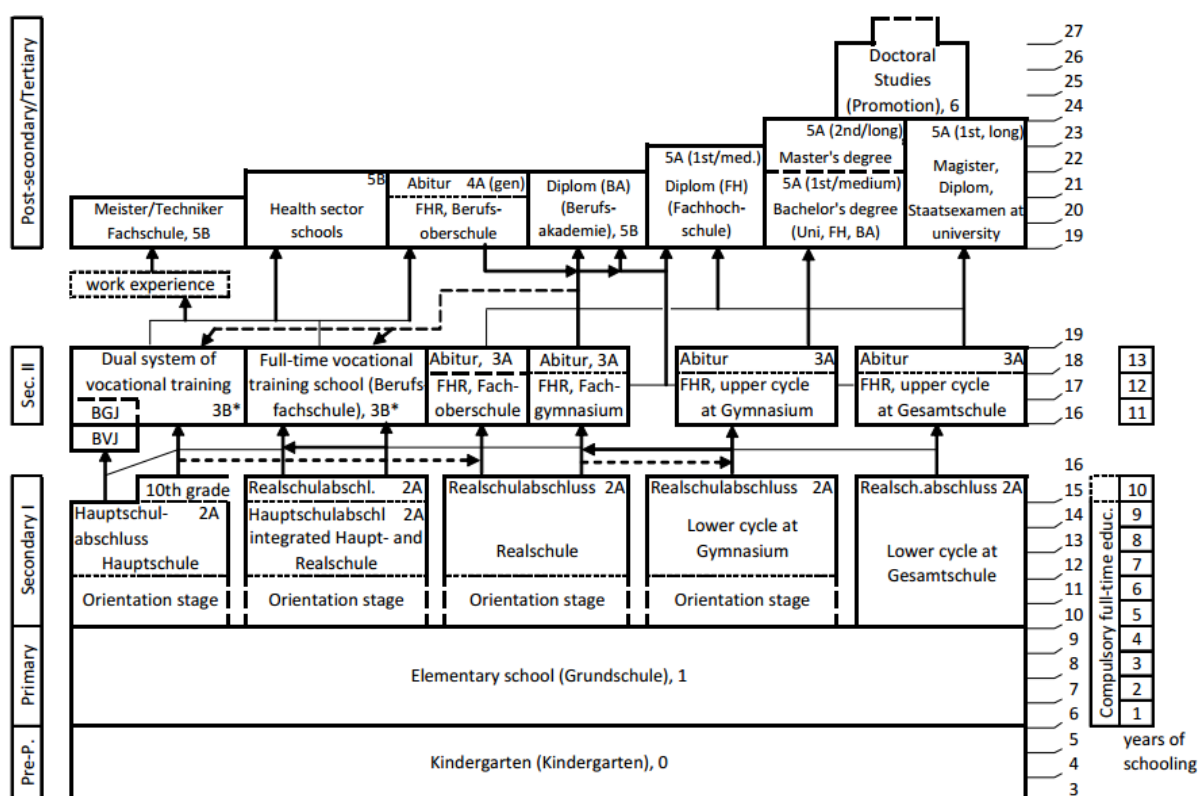 Post-secondary/Tertiary
Doctoral
Studies
(Promotion), 6
5A (2nd/long)
Master's degree
5A (1st/medium)
Bachelor's degree
(Uni, FH, BA)
5A (1st, long)
Magister,
Diplom,
Staatsexamen at
university
5A (1st/med.)
Diplom (FH)
(Fachhoch-
schule)
Diplom (BA)
(Berufs-
akademie), 5B
Abitur 4A (gen)
FHR, Berufs-
oberschule
5B
Health sector
schools
Meister/Techniker
Fachschule, 5B
work experience
27
26
25
24
23
22
21
20
19
Sec. II
Dual system of
vocational training
3B*
BGJ
BVJ
Full-time vocational
training school (Berufs
fachschule), 3B*
Abitur, 3A
FHR, Fach-
oberschule
Abitur, 3A
FHR, Fach-
gymnasium
Abitur 3A
FHR, upper cycle
at Gymnasium
Abitur 3A
FHR, upper cycle
at Gesamtschule
19
18
17
16
13
12
11
Secondary I
10th grade
Hauptschul- 2A
abschluss
Hauptschule
Orientation stage
Realschulabschl. 2A
Hauptschulabschl 2A
integrated Haupt- and
Realschule
Orientation stage
Realschulabschluss 2A
Realschule
Orientation stage
Realschulabschluss 2A
Lower cycle at
Gymnasium
Orientation stage
Realsch.abschluss 2A
Lower cycle at
Gesamtschule
16
15
14
13
12
11
10
Primary
Elementary school (Grundschule), 1
9
8
7
6
Pre-P.
Kindergarten (Kindergarten), 0
5
4
3
Compulsory full-time educ.
10
9
8
7
6
5
4
3
2
1
years of
schooling